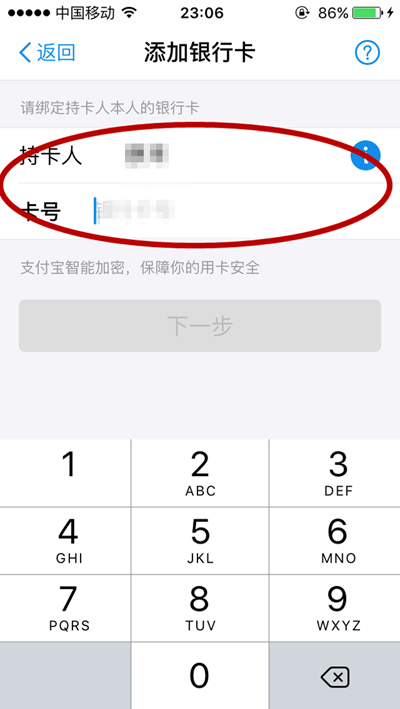 中国移动 23:06 86%
返回 添加银行卡 ?
请绑定持卡人本人的银行卡
持卡人
卡号
支付宝智能加密，保障你的用卡安全
下一步
1 2 3
ABC DEF
4 5 6
GHI JKL MNO
7 8 9
PQRS TUV WXYZ
0